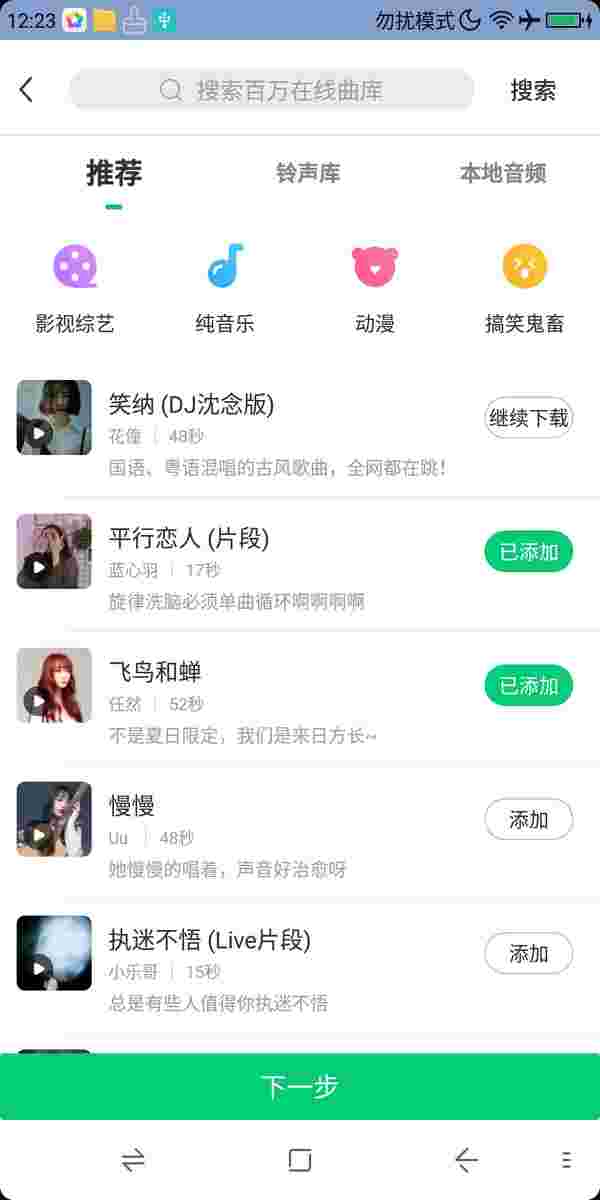 12:23
勿扰模式
搜索百万在线曲库
搜索
推荐
铃声库
本地音频
影视综艺
纯音乐
动漫
搞笑鬼畜
笑纳 (DJ沈念版)
花僮 | 48秒
国语、粤语混唱的古风歌曲，全网都在跳！
继续下载
平行恋人 (片段)
蓝心羽 | 17秒
旋律洗脑必须单曲循环啊啊啊啊
已添加
飞鸟和蝉
任然 | 52秒
不是夏日限定，我们是来日方长~
已添加
慢慢
Uu | 48秒
她慢慢的唱着，声音好治愈呀
添加
执迷不悟 (Live片段)
小乐哥 | 15秒
总是有些人值得你执迷不悟
添加
下一步